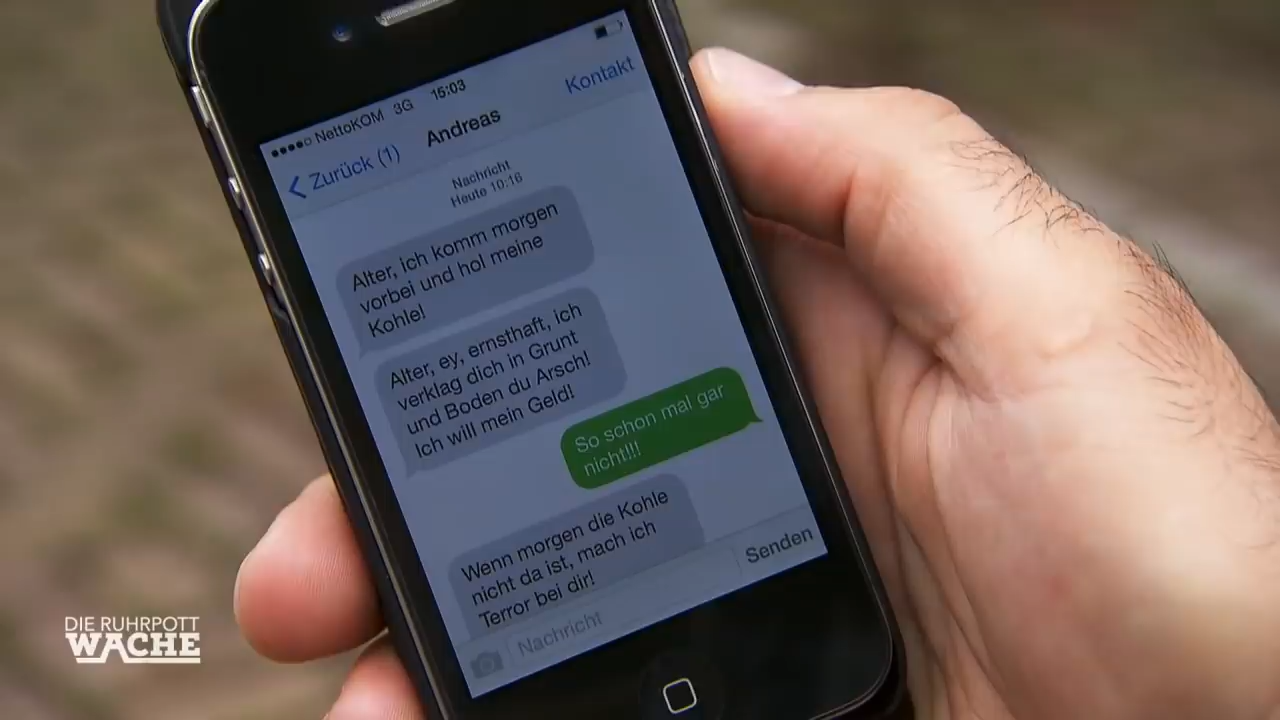 NettoKOM 3G 15:03
Zurück (1) Andreas Kontakt
Nachricht
Heute 10:16
Alter, ich komm morgen
vorbei und hol meine
Kohle!
Alter, ey, ernsthaft, ich
verklag dich in Grunt
und Boden du Arsch!
Ich will mein Geld!
So schon mal gar
nicht!!!
Wenn morgen die Kohle
nicht da ist, mach ich
Terror bei dir!
Nachricht Senden
DIE RUHRPOTT
WACHE